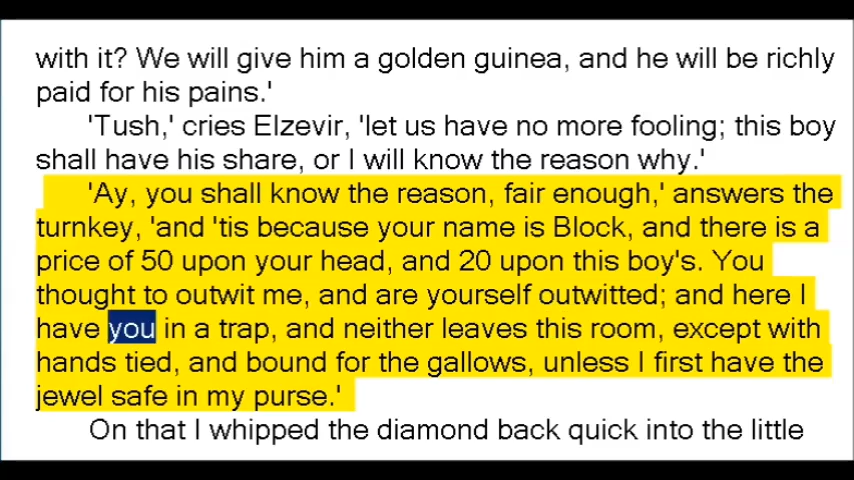 with it? We will give him a golden guinea, and he will be richly
paid for his pains.'
'Tush,' cries Elzevir, 'let us have no more fooling; this boy
shall have his share, or I will know the reason why.'
'Ay, you shall know the reason, fair enough,' answers the
turnkey, 'and 'tis because your name is Block, and there is a
price of 50 upon your head, and 20 upon this boy's. You
thought to outwit me, and are yourself outwitted; and here I
have you in a trap, and neither leaves this room, except with
hands tied, and bound for the gallows, unless I first have the
jewel safe in my purse.'
On that I whipped the diamond back quick into the little